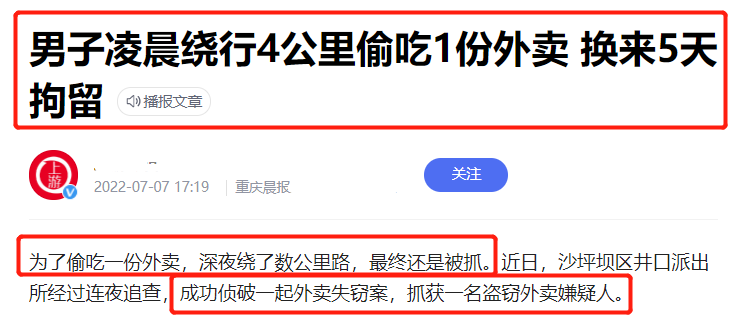 男子凌晨绕行4公里偷吃1份外卖 换来5天
拘留 播报文章
上游
2022-07-07 17:19 重庆晨报
关注
为了偷吃一份外卖，深夜绕了数公里路，最终还是被抓。近日，沙坪坝区井口派出
所经过连夜追查，成功侦破一起外卖失窃案，抓获一名盗窃外卖嫌疑人。